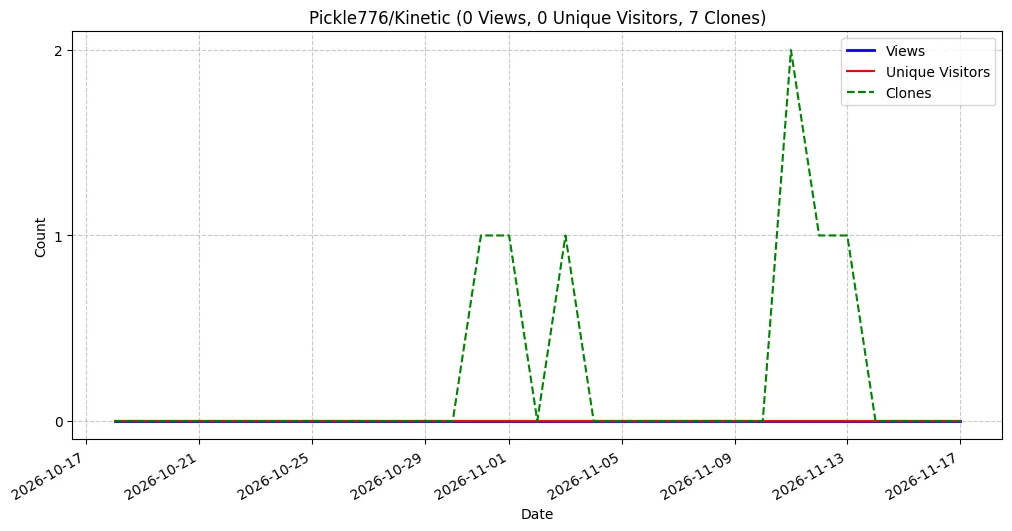 Pickle776/Kinetic (0 Views, 0 Unique Visitors, 7 Clones)
Views
Unique Visitors
Clones
Count
2
1
0
2026-10-17
2026-10-21
2026-10-25
2026-10-29
2026-11-01
2026-11-05
2026-11-09
2026-11-13
2026-11-17
Date